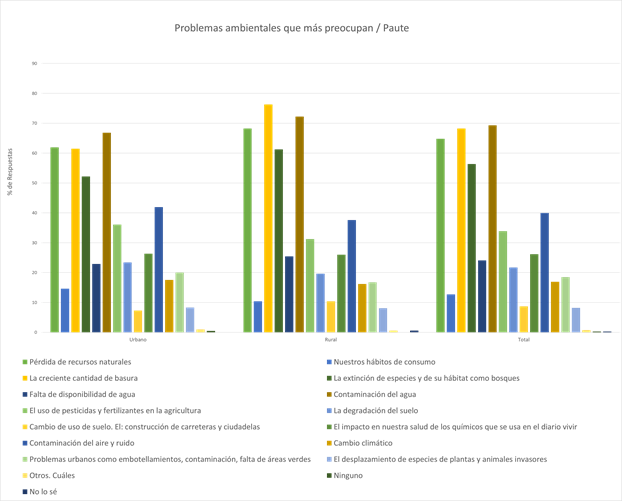 Problemas ambientales que más preocupan / Paute
90
80
70
60
50
40
30
20
10
0
% de Respuestas
Urbano Rural Total
Pérdida de recursos naturales Nuestros hábitos de consumo
La creciente cantidad de basura La extinción de especies y de su hábitat como bosques
Falta de disponibilidad de agua Contaminación del agua
El uso de pesticidas y fertilizantes en la agricultura La degradación del suelo
Cambio de uso de suelo. El: construcción de carreteras y ciudadelas El impacto en nuestra salud de los químicos que se usa en el diario vivir
Contaminación del aire y ruido Cambio climático
Problemas urbanos como embotellamientos, contaminación, falta de áreas verdes El desplazamiento de especies de plantas y animales invasores
Otros. Cuáles Ninguno
No lo sé